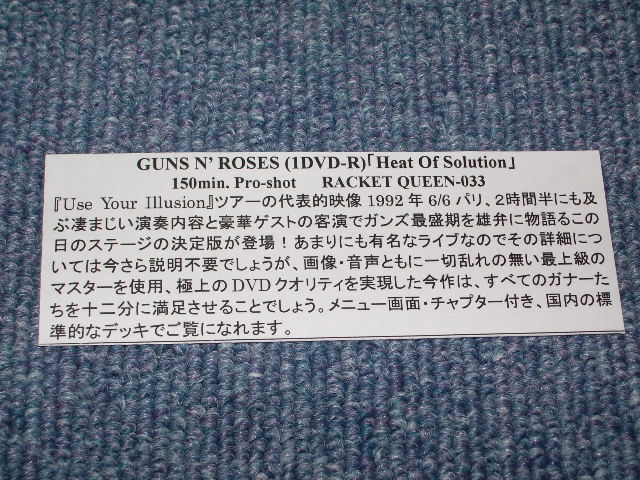 GUNS N' ROSES (1DVD-R)「Heat Of Solution」
150min. Pro-shot RACKET QUEEN-033
『Use Your Illusion』ツアーの代表的映像 1992 年 6/6 パリ、2時間半にも及
ぶ凄まじい演奏内容と豪華ゲストの客演でガンズ最盛期を雄弁に物語るこの
日のステージの決定版が登場！あまりにも有名なライブなのでその詳細につ
いては今さら説明不要でしょうが、画像・音声ともに一切乱れの無い最上級の
マスターを使用、極上の DVD クオリティを実現した今作は、すべてのガナーた
ちを十二分に満足させることでしょう。メニュー画面・チャプター付き、国内の標
準的なデッキでご覧になれます。